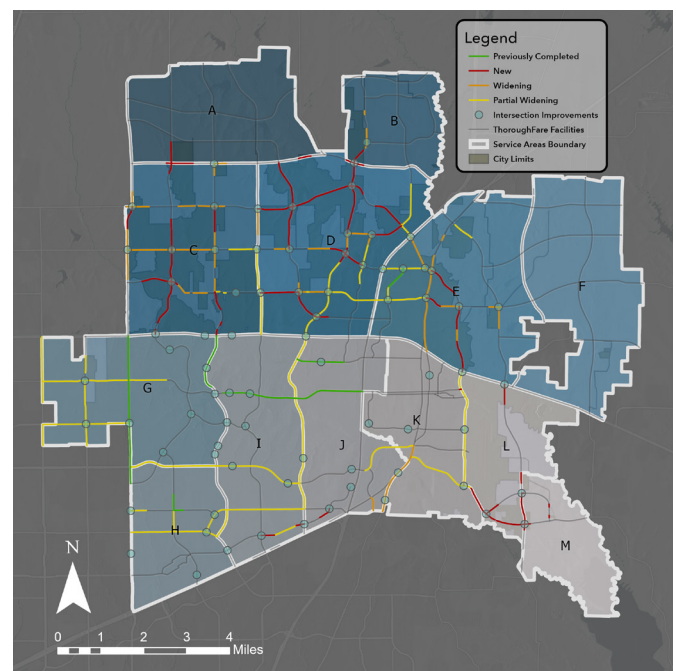 Legend
Previously Completed
New
Widening
Partial Widening
Intersection Improvements
ThoroughFare Facilities
Service Areas Boundary
City Limits
A
B
C
D
E
F
G
H
I
J
K
L
M
N
0 1 2 3 4
Miles